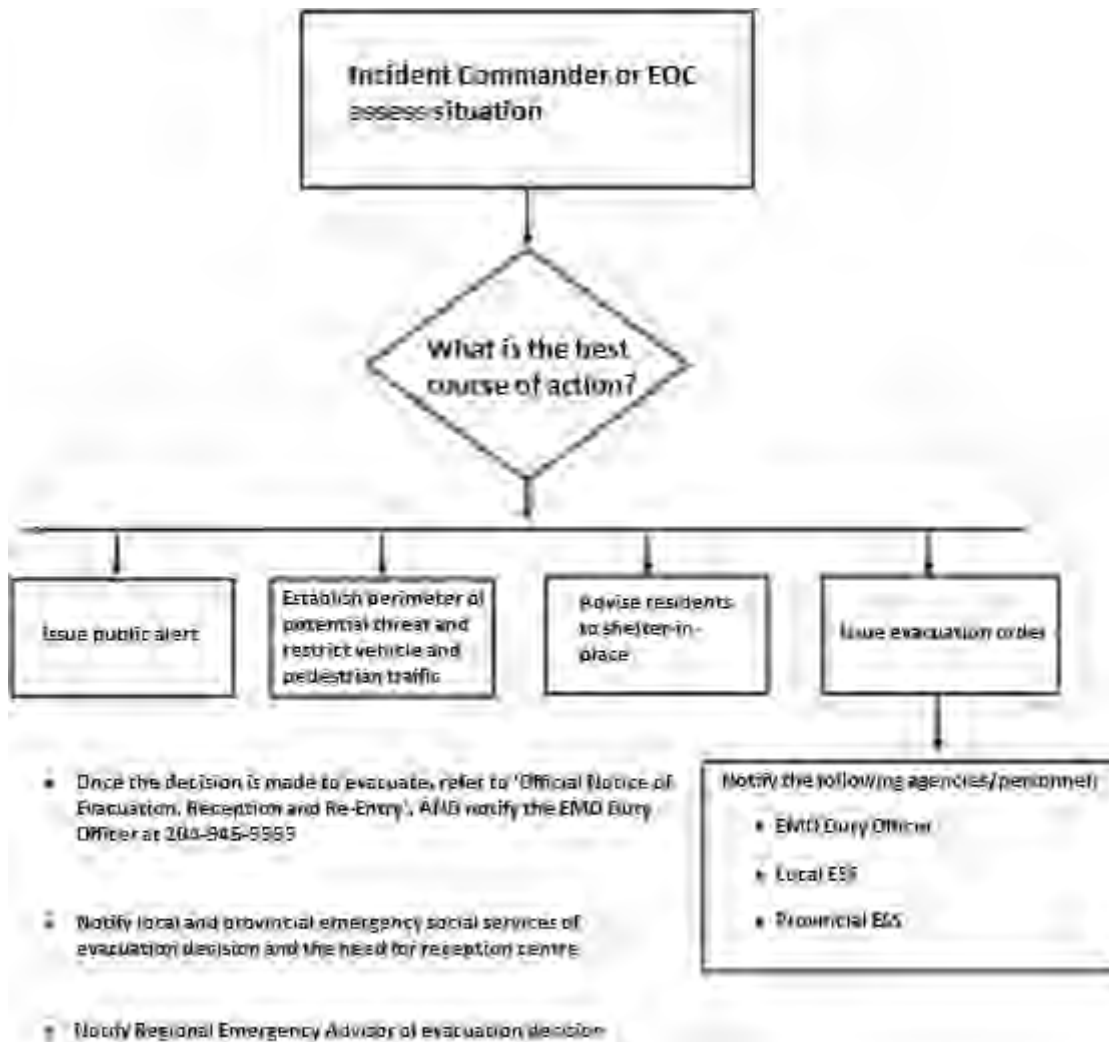 Incident Commander or EOC
assess situation
What is the best
course of action?
Issue public alert
Establish perimeter of
potential threat and
restrict vehicle and
pedestrian traffic
Advise residents
to shelter-in-
place
Issue evacuation order
• Once the decision is made to evacuate, refer to 'Official Notice of
Evacuation, Reception and Re-Entry', AND notify the EMO Duty
Officer at
• Notify local and provincial emergency social services of
evacuation decision and the need for reception centre
• Notify Regional Emergency Advisor of evacuation decision
Notify the following agencies/personnel:
• EMO Duty Officer
• Local ESS
• Provincial ESS